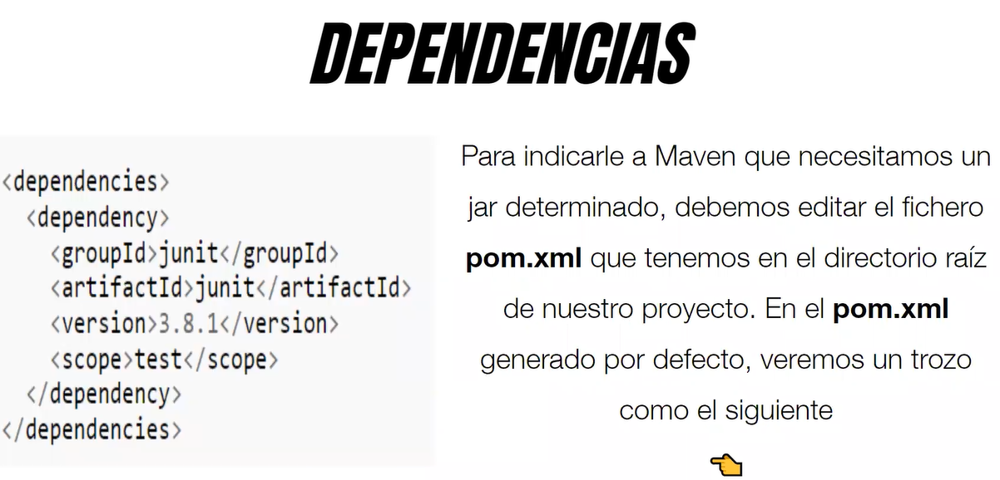 DEPENDENCIAS
<dependencies>
<dependency>
<groupId>junit</groupId>
<artifactId>junit</artifactId>
<version>3.8.1</version>
<scope>test</scope>
</dependency>
</dependencies>
Para indicarle a Maven que necesitamos un
jar determinado, debemos editar el fichero
pom.xml que tenemos en el directorio raíz
de nuestro proyecto. En el pom.xml
generado por defecto, veremos un trozo
como el siguiente